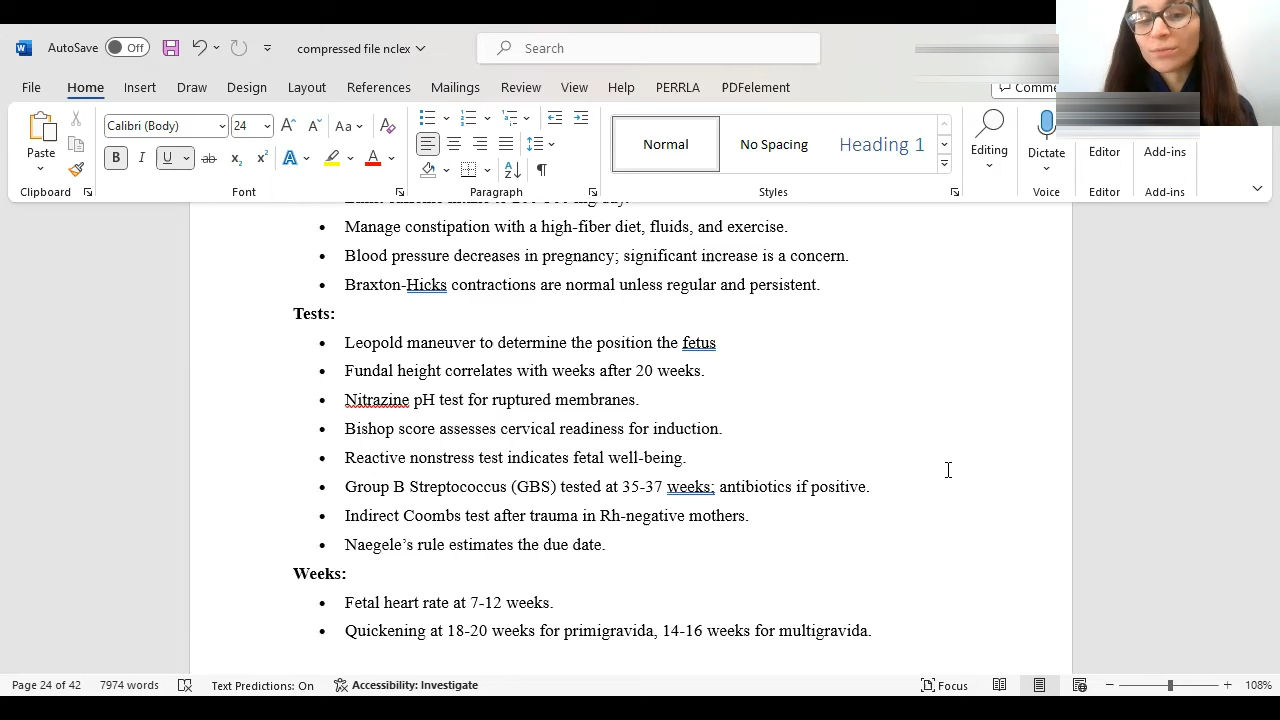 AutoSave Off compressed file nclex Search
File Home Insert Draw Design Layout References Mailings Review View Help PERRLA PDFelement Comme
Calibri (Body) 24
Paste Normal No Spacing Heading 1 Editing Dictate Editor Add-ins
Clipboard Font Paragraph Styles Voice Editor Add-ins
• Manage constipation with a high-fiber diet, fluids, and exercise.
• Blood pressure decreases in pregnancy; significant increase is a concern.
• Braxton-Hicks contractions are normal unless regular and persistent.
Tests:
• Leopold maneuver to determine the position the fetus
• Fundal height correlates with weeks after 20 weeks.
• Nitrazine pH test for ruptured membranes.
• Bishop score assesses cervical readiness for induction.
• Reactive nonstress test indicates fetal well-being.
• Group B Streptococcus (GBS) tested at 35-37 weeks; antibiotics if positive.
• Indirect Coombs test after trauma in Rh-negative mothers.
• Naegele’s rule estimates the due date.
Weeks:
• Fetal heart rate at 7-12 weeks.
• Quickening at 18-20 weeks for primigravida, 14-16 weeks for multigravida.
Page 24 of 42 7974 words Text Predictions: On Accessibility: Investigate Focus 108%